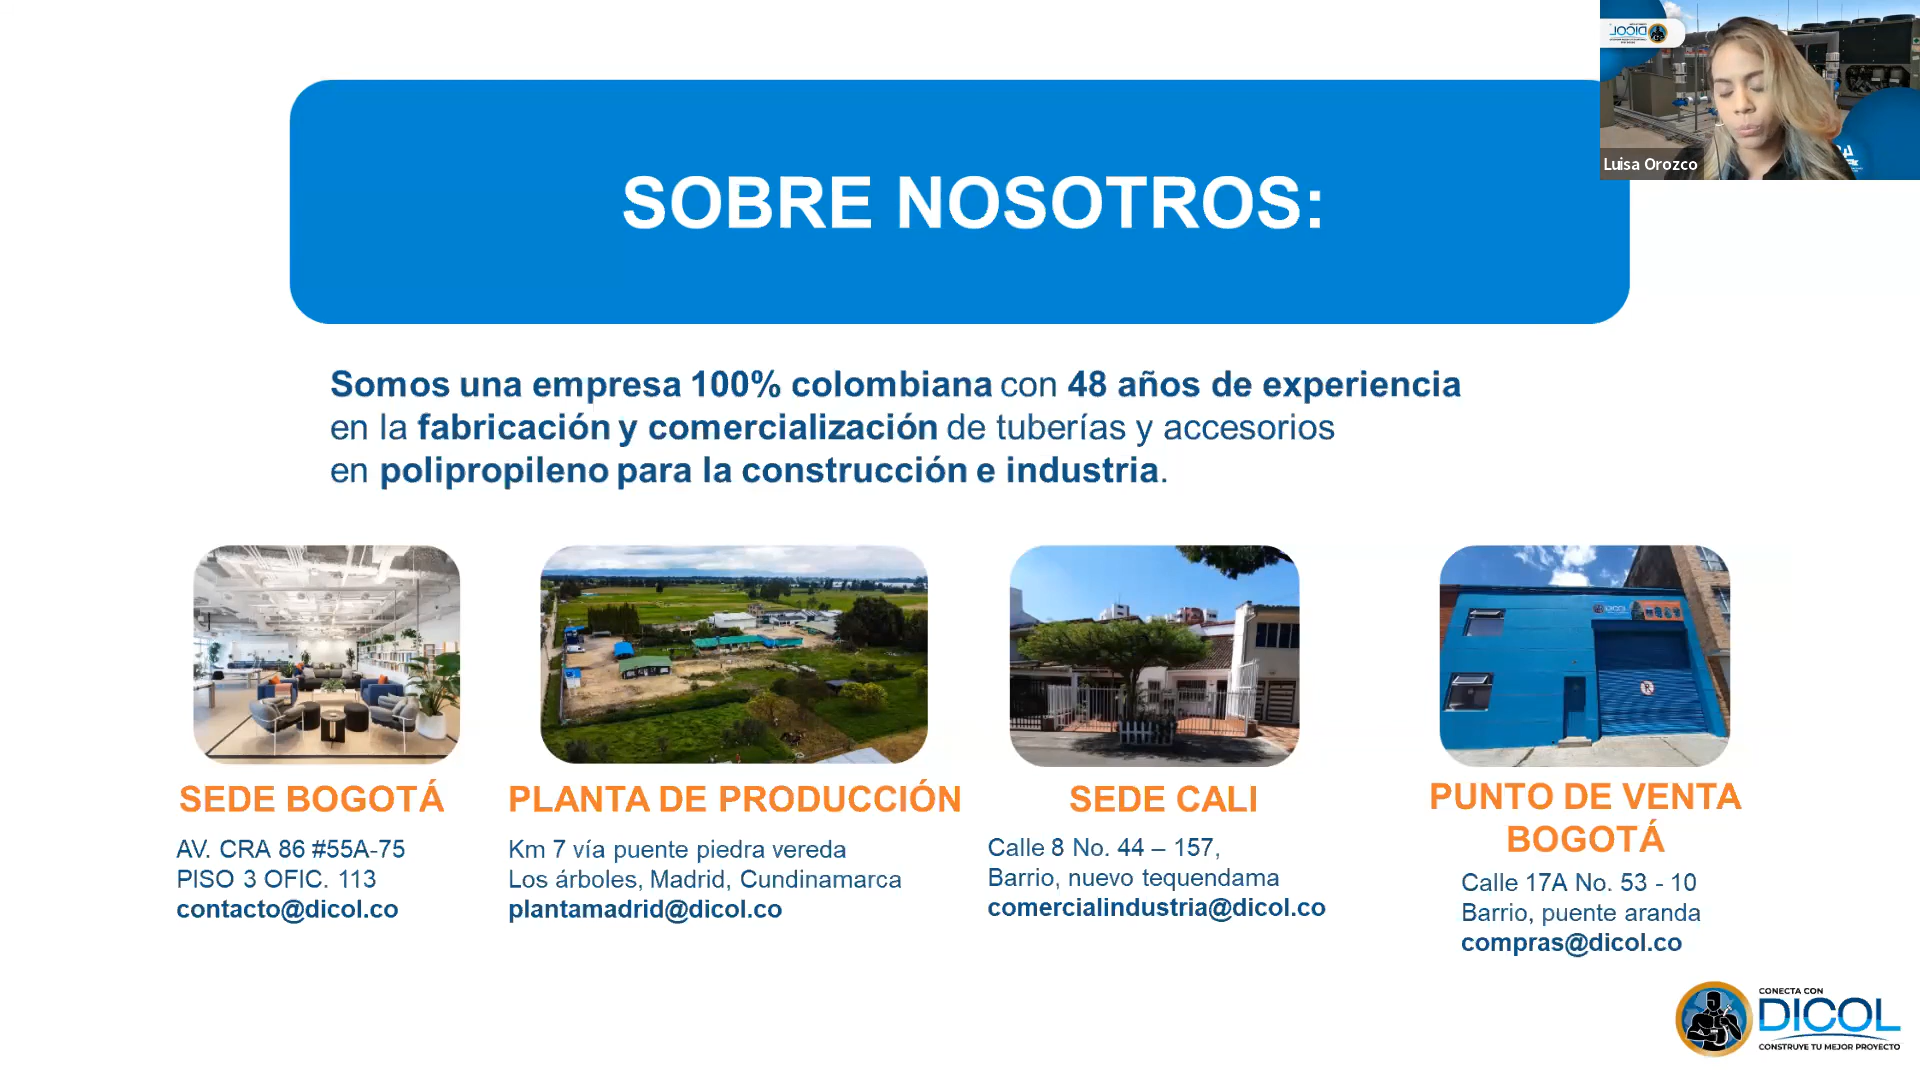 SOBRE NOSOTROS:
Luisa Orozco
Somos una empresa 100% colombiana con 48 años de experiencia
en la fabricación y comercialización de tuberías y accesorios
en polipropileno para la construcción e industria.
DICOL
SEDE BOGOTÁ
AV. CRA 86 #55A-75
PISO 3 OFIC. 113
contacto@dicol.co
PLANTA DE PRODUCCIÓN
Km 7 vía puente piedra vereda
Los árboles, Madrid, Cundinamarca
plantamadrid@dicol.co
SEDE CALI
Calle 8 No. 44 – 157,
Barrio, nuevo tequendama
comercialindustria@dicol.co
PUNTO DE VENTA
BOGOTÁ
Calle 17A No. 53 - 10
Barrio, puente aranda
compras@dicol.co
CONECTA CON
DICOL
CONSTRUYE TU MEJOR PROYECTO